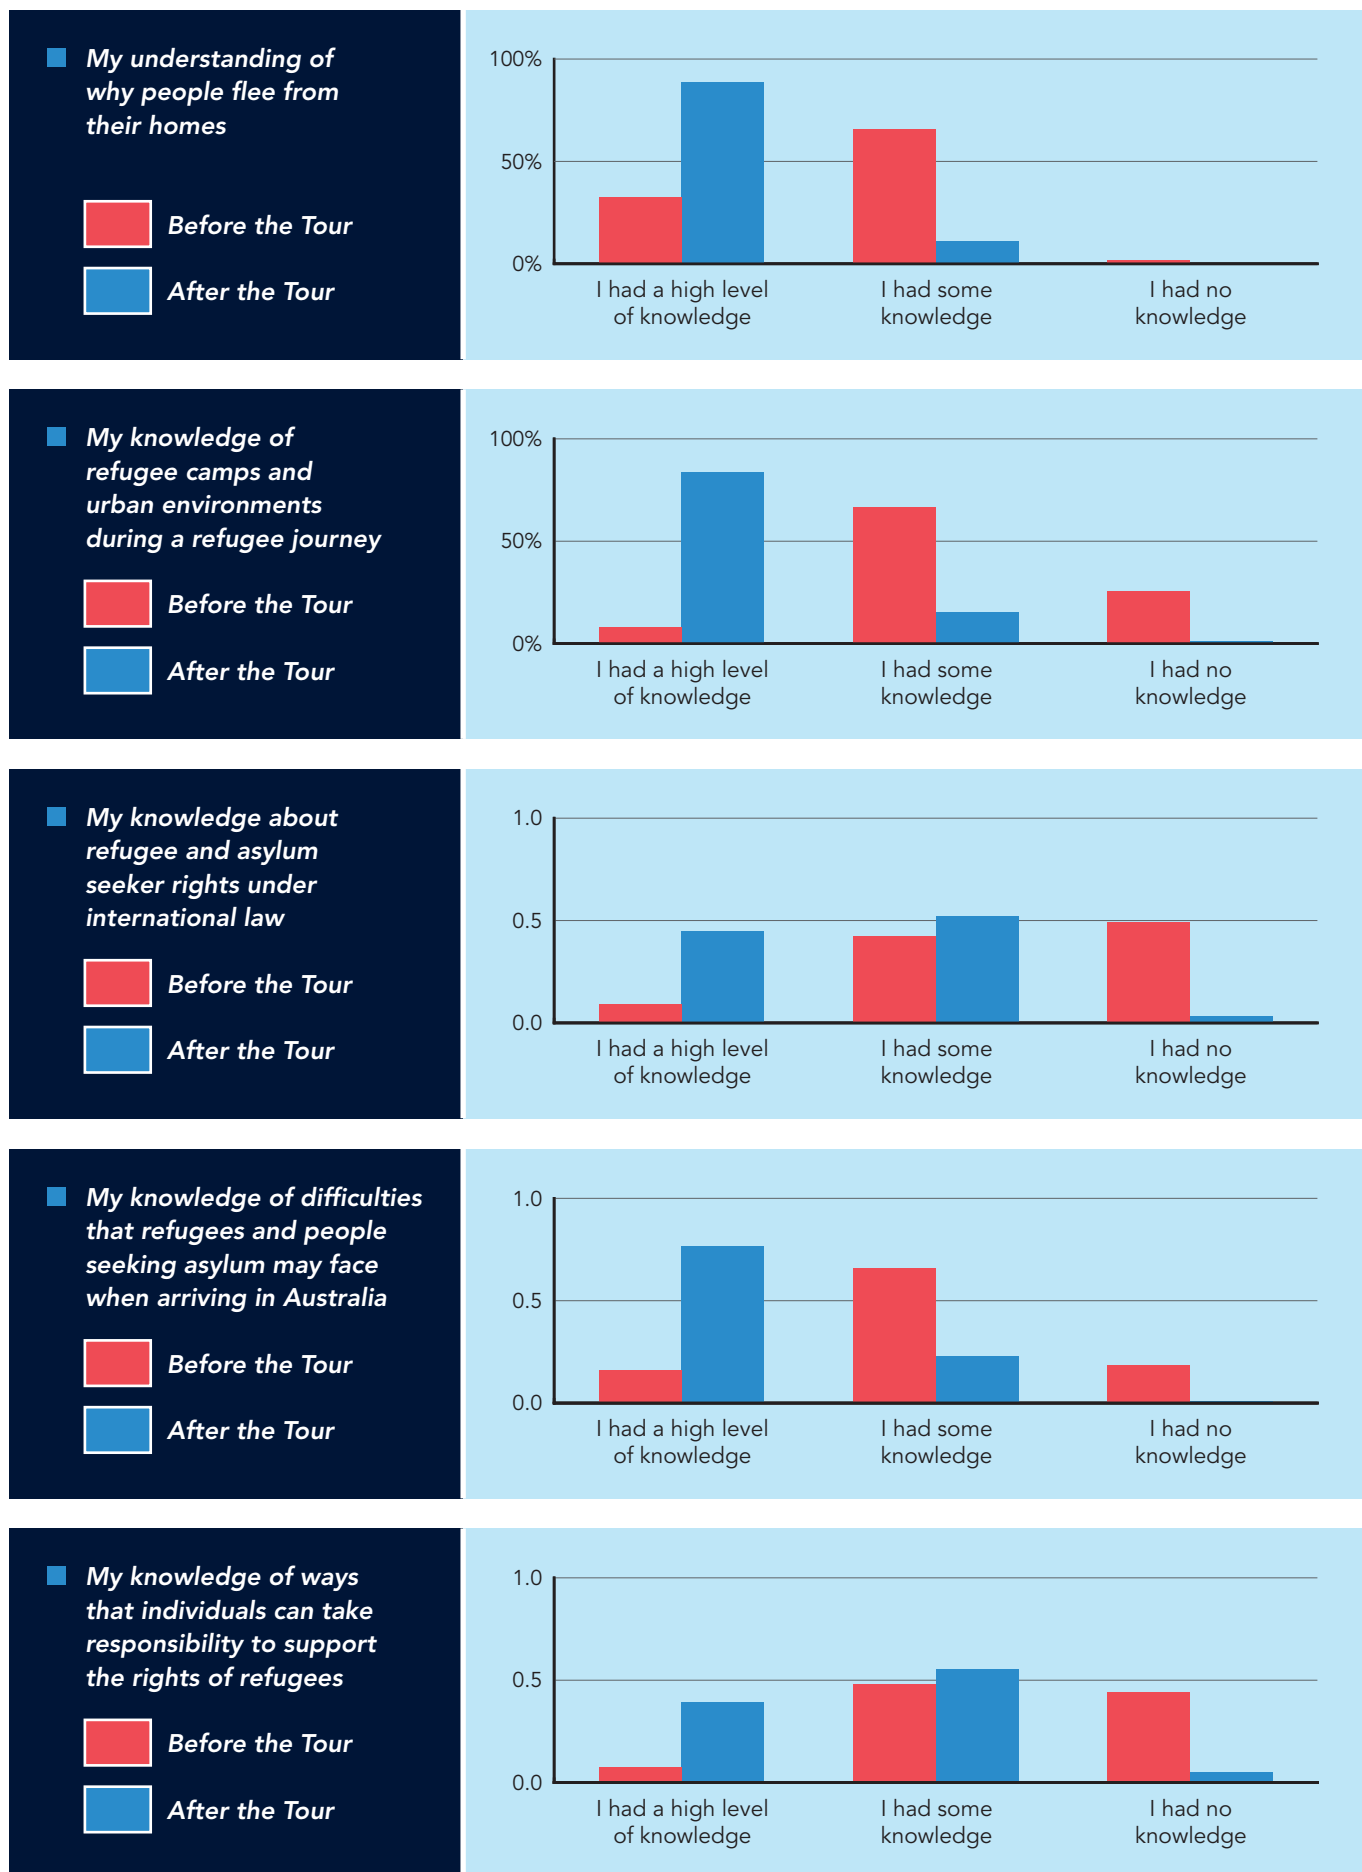 My understanding of
why people flee from
their homes
Before the Tour
After the Tour
100%
50%
0%
I had a high level
of knowledge
I had some
knowledge
I had no
knowledge
My knowledge of
refugee camps and
urban environments
during a refugee journey
Before the Tour
After the Tour
100%
50%
0%
I had a high level
of knowledge
I had some
knowledge
I had no
knowledge
My knowledge about
refugee and asylum
seeker rights under
international law
Before the Tour
After the Tour
1.0
0.5
0.0
I had a high level
of knowledge
I had some
knowledge
I had no
knowledge
My knowledge of difficulties
that refugees and people
seeking asylum may face
when arriving in Australia
Before the Tour
After the Tour
1.0
0.5
0.0
I had a high level
of knowledge
I had some
knowledge
I had no
knowledge
My knowledge of ways
that individuals can take
responsibility to support
the rights of refugees
Before the Tour
After the Tour
1.0
0.5
0.0
I had a high level
of knowledge
I had some
knowledge
I had no
knowledge